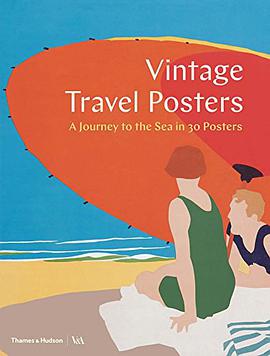 Vintage
Travel Posters
A Journey to the Sea in 30 Posters
Thames & Hudson V&A